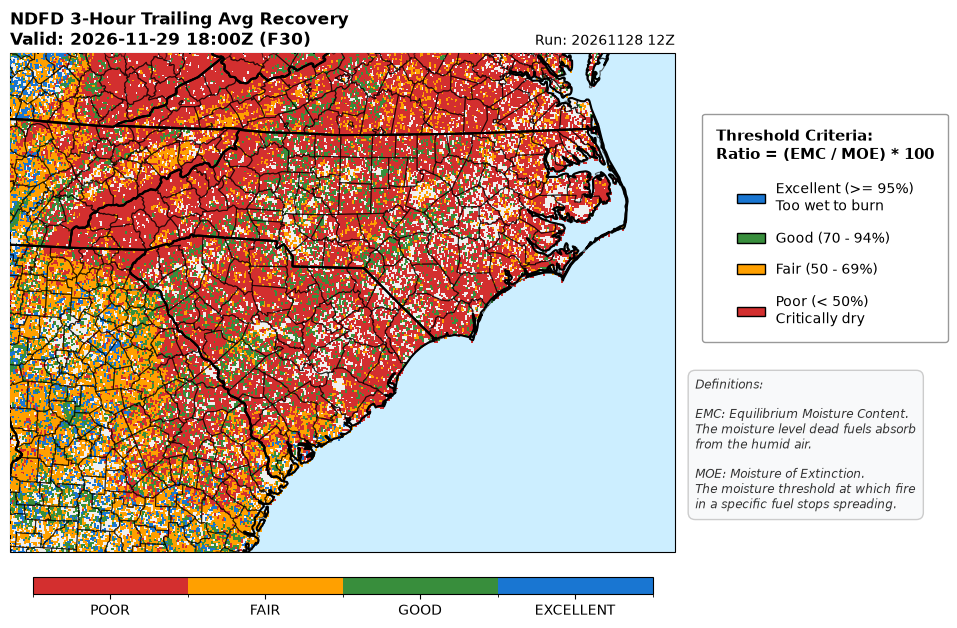 NDFD 3-Hour Trailing Avg Recovery
Valid: 2026-11-29 18:00Z (F30)
Run: 20261128 12Z
Threshold Criteria:
Ratio = (EMC / MOE) * 100
Excellent (>= 95%)
Too wet to burn
Good (70 - 94%)
Fair (50 - 69%)
Poor (< 50%)
Critically dry
Definitions:
EMC: Equilibrium Moisture Content.
The moisture level dead fuels absorb
from the humid air.
MOE: Moisture of Extinction.
The moisture threshold at which fire
in a specific fuel stops spreading.
POOR
FAIR
GOOD
EXCELLENT